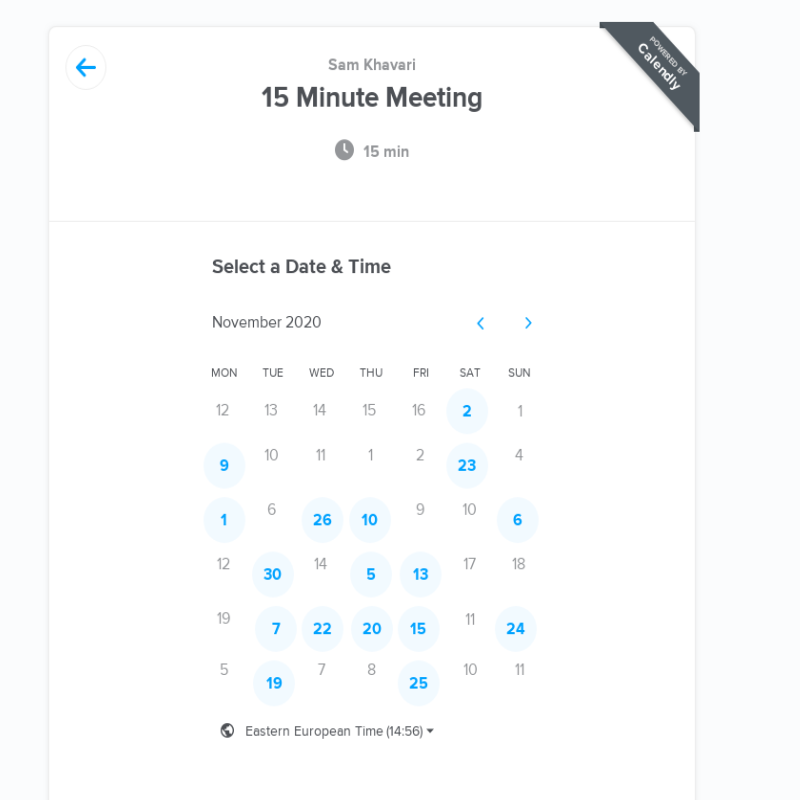 POWERED BY
Calendly
Sam Khavari
15 Minute Meeting
15 min
Select a Date & Time
November 2020
MON TUE WED THU FRI SAT SUN
12 13 14 15 16 2 1
9 10 11 1 2 23 4
1 6 26 10 9 10 6
12 30 14 5 13 17 18
19 7 22 20 15 11 24
5 19 7 8 25 10 11
Eastern European Time (14:56)